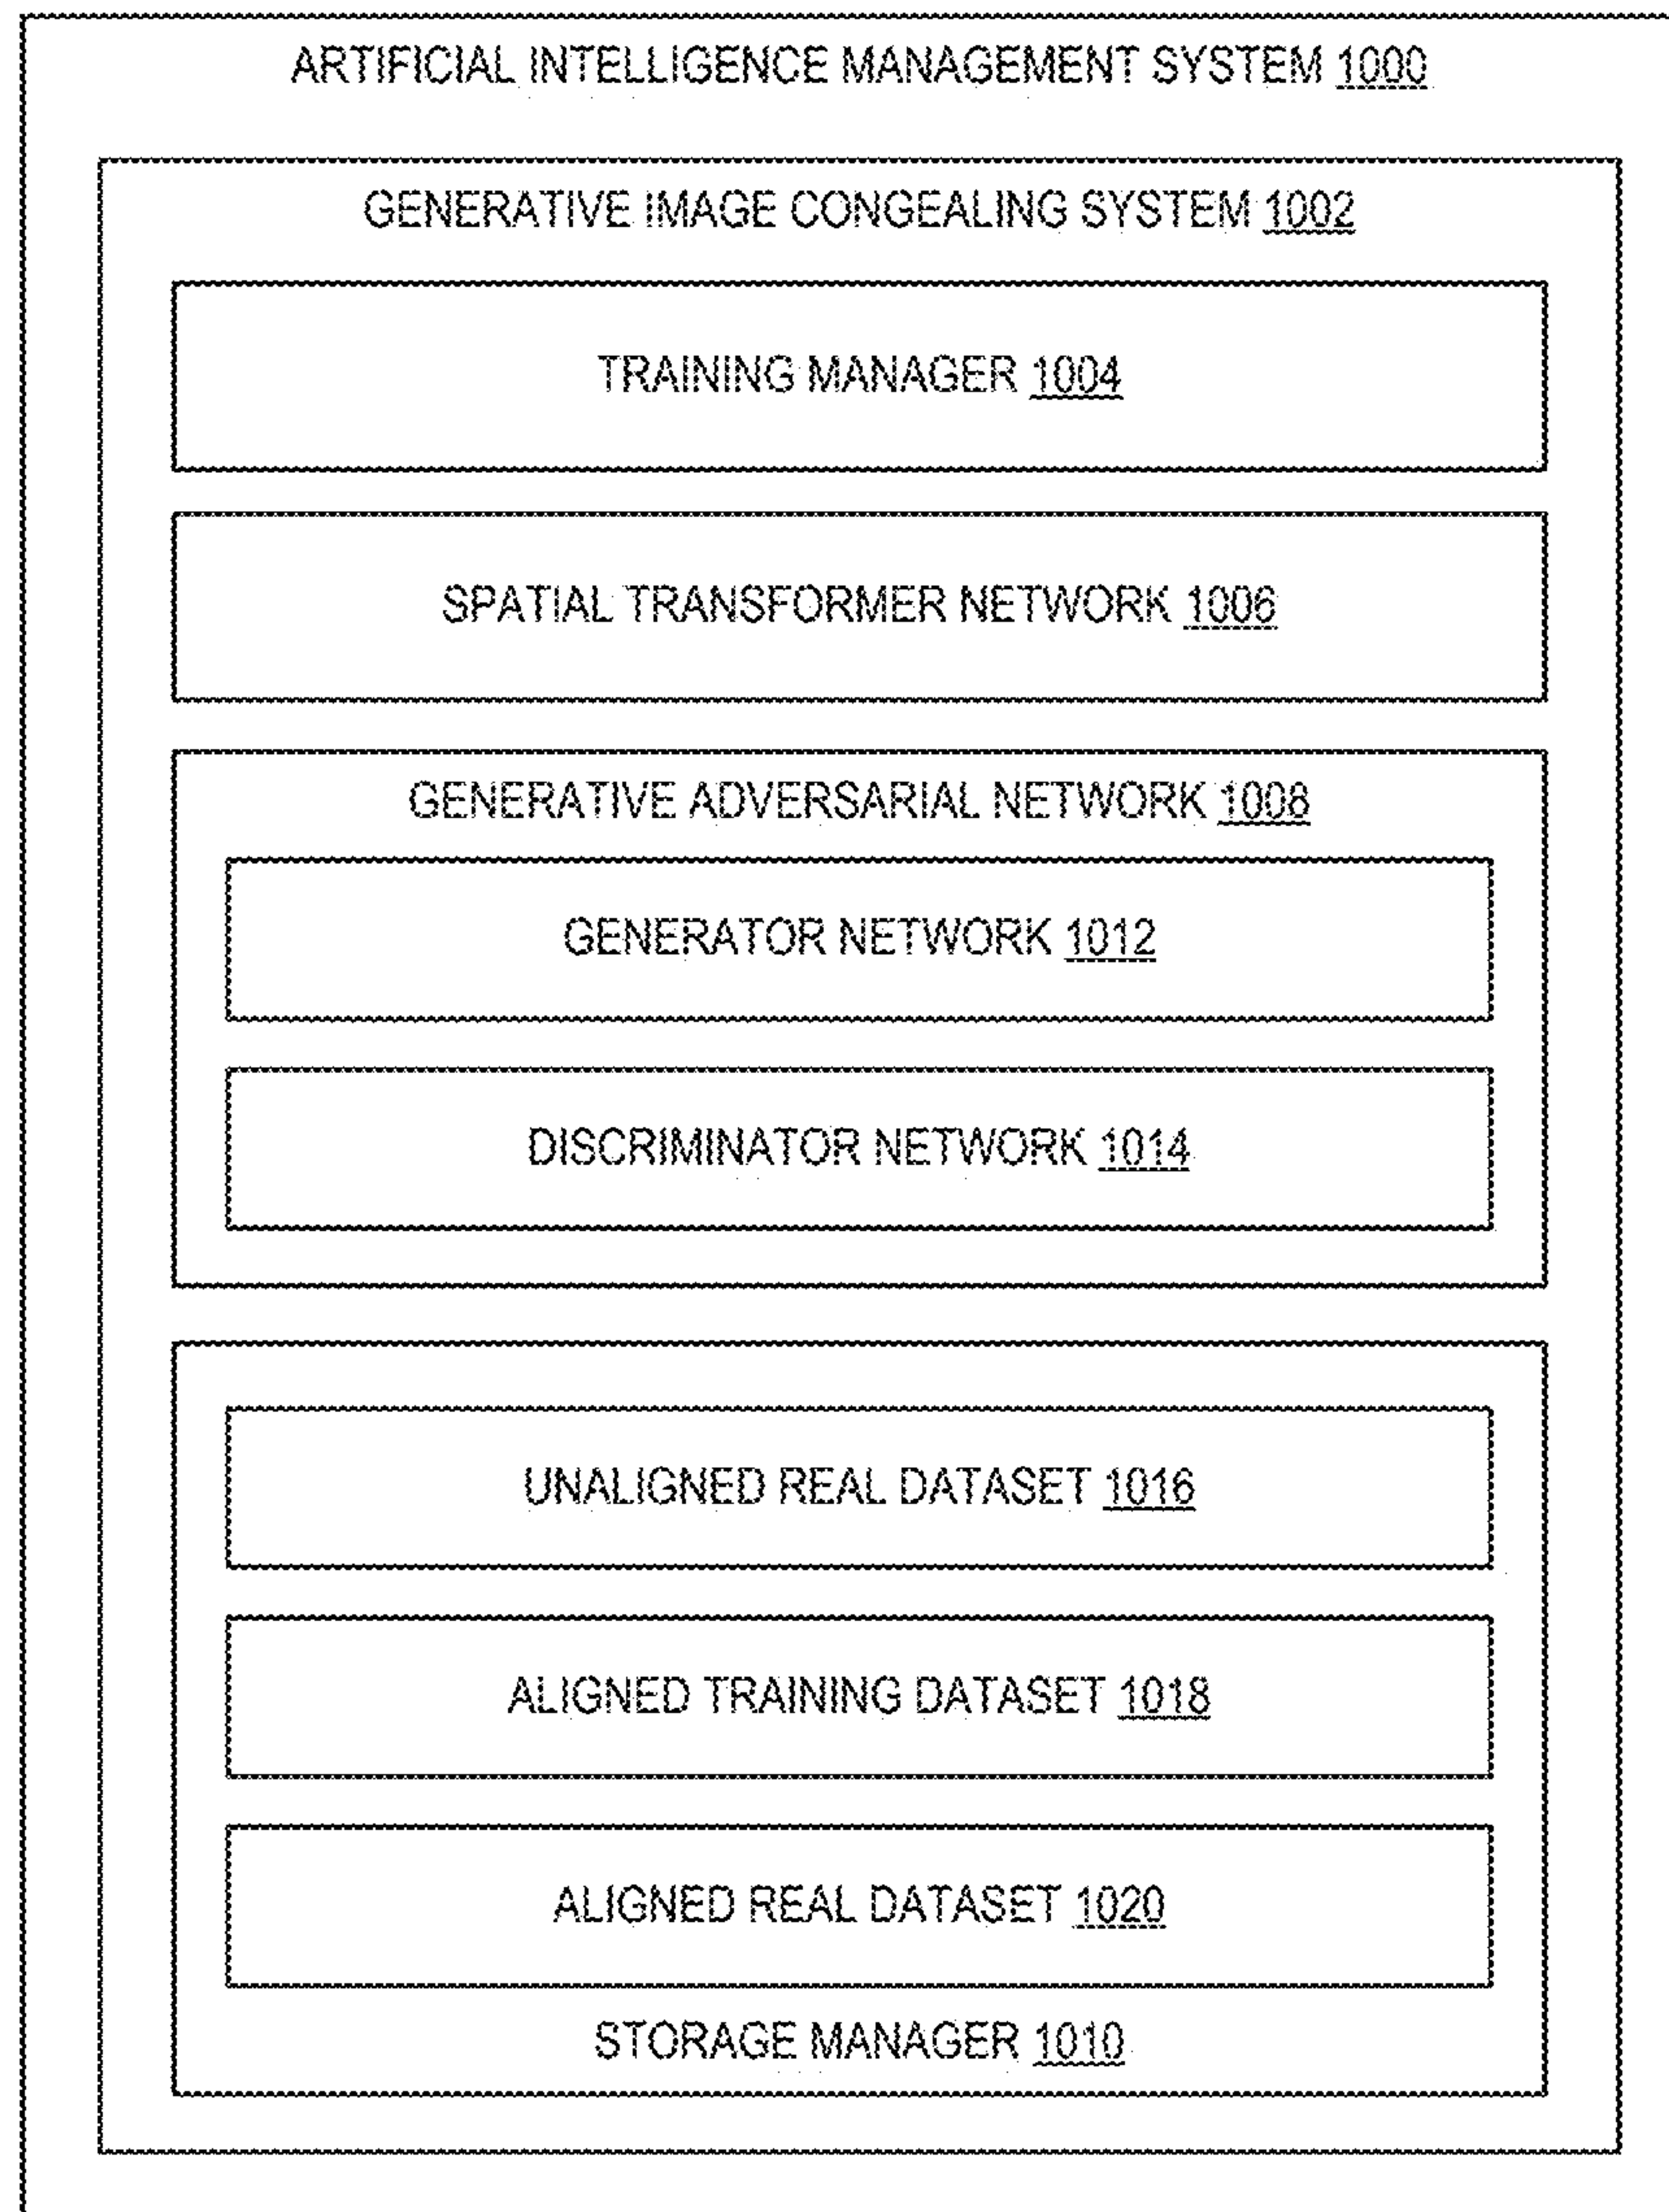 ARTIFICIAL INTELLIGENCE MANAGEMENT SYSTEM 1000
GENERATIVE IMAGE CONGEALING SYSTEM 1002
TRAINING MANAGER 1004
SPATIAL TRANSFORMER NETWORK 1006
GENERATIVE ADVERSARIAL NETWORK 1008
GENERATOR NETWORK 1012
DISCRIMINATOR NETWORK 1014
UNALIGNED REAL DATASET 1016
ALIGNED TRAINING DATASET 1018
ALIGNED REAL DATASET 1020
STORAGE MANAGER 1010